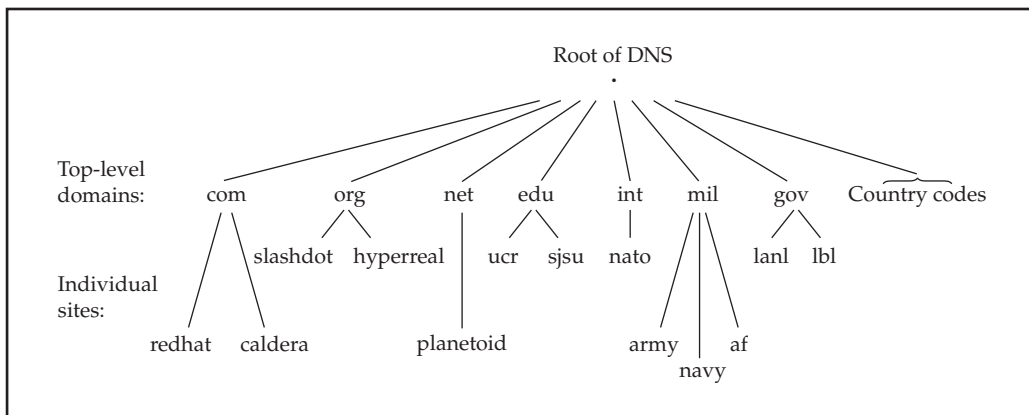 Root of DNS
.
Top-level
domains:
com org net edu int mil gov Country codes
slashdot hyperreal ucr sjsu nato lanl lbl
Individual
sites:
redhat caldera planetoid army af
navy